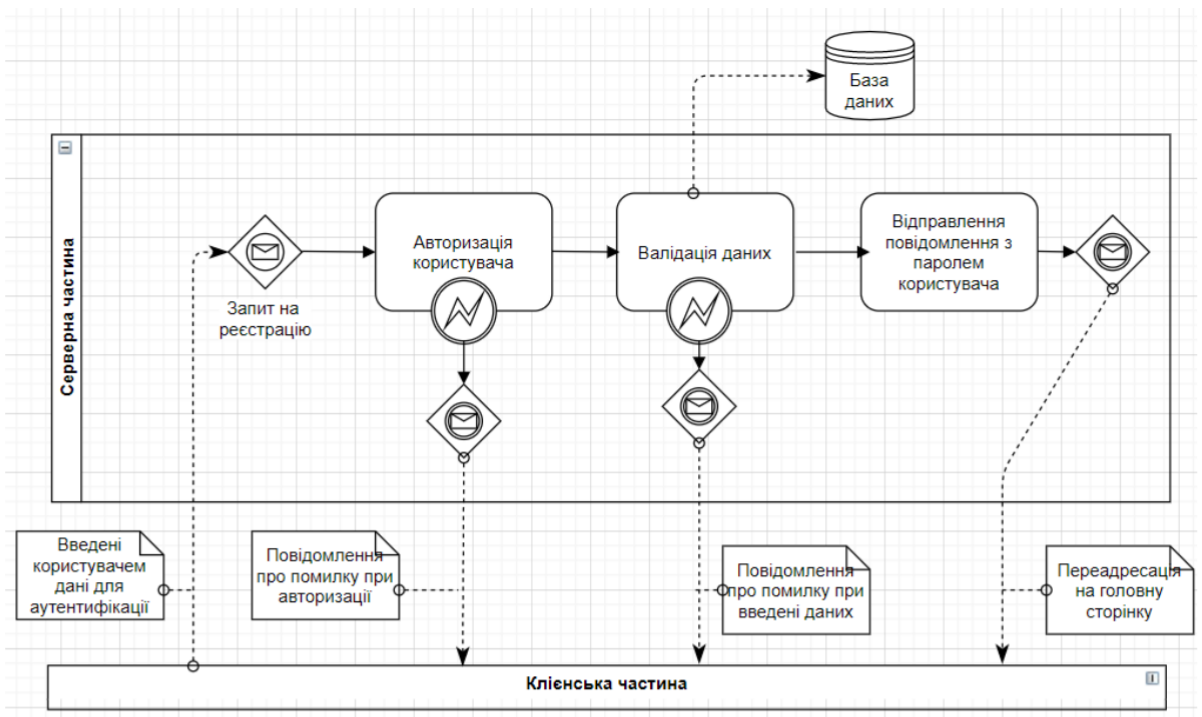 База
даних
Серверна частина
Запит на
реєстрацію
Авторизація
користувача
Валідація даних
Відправлення
повідомлення з
паролем
користувача
Введені
користувачем
дані для
аутентифікації
Повідомлення
про помилку при
авторизації
Повідомлення
про помилку при
введені даних
Переадресація
на головну
сторінку
Клієнська частина